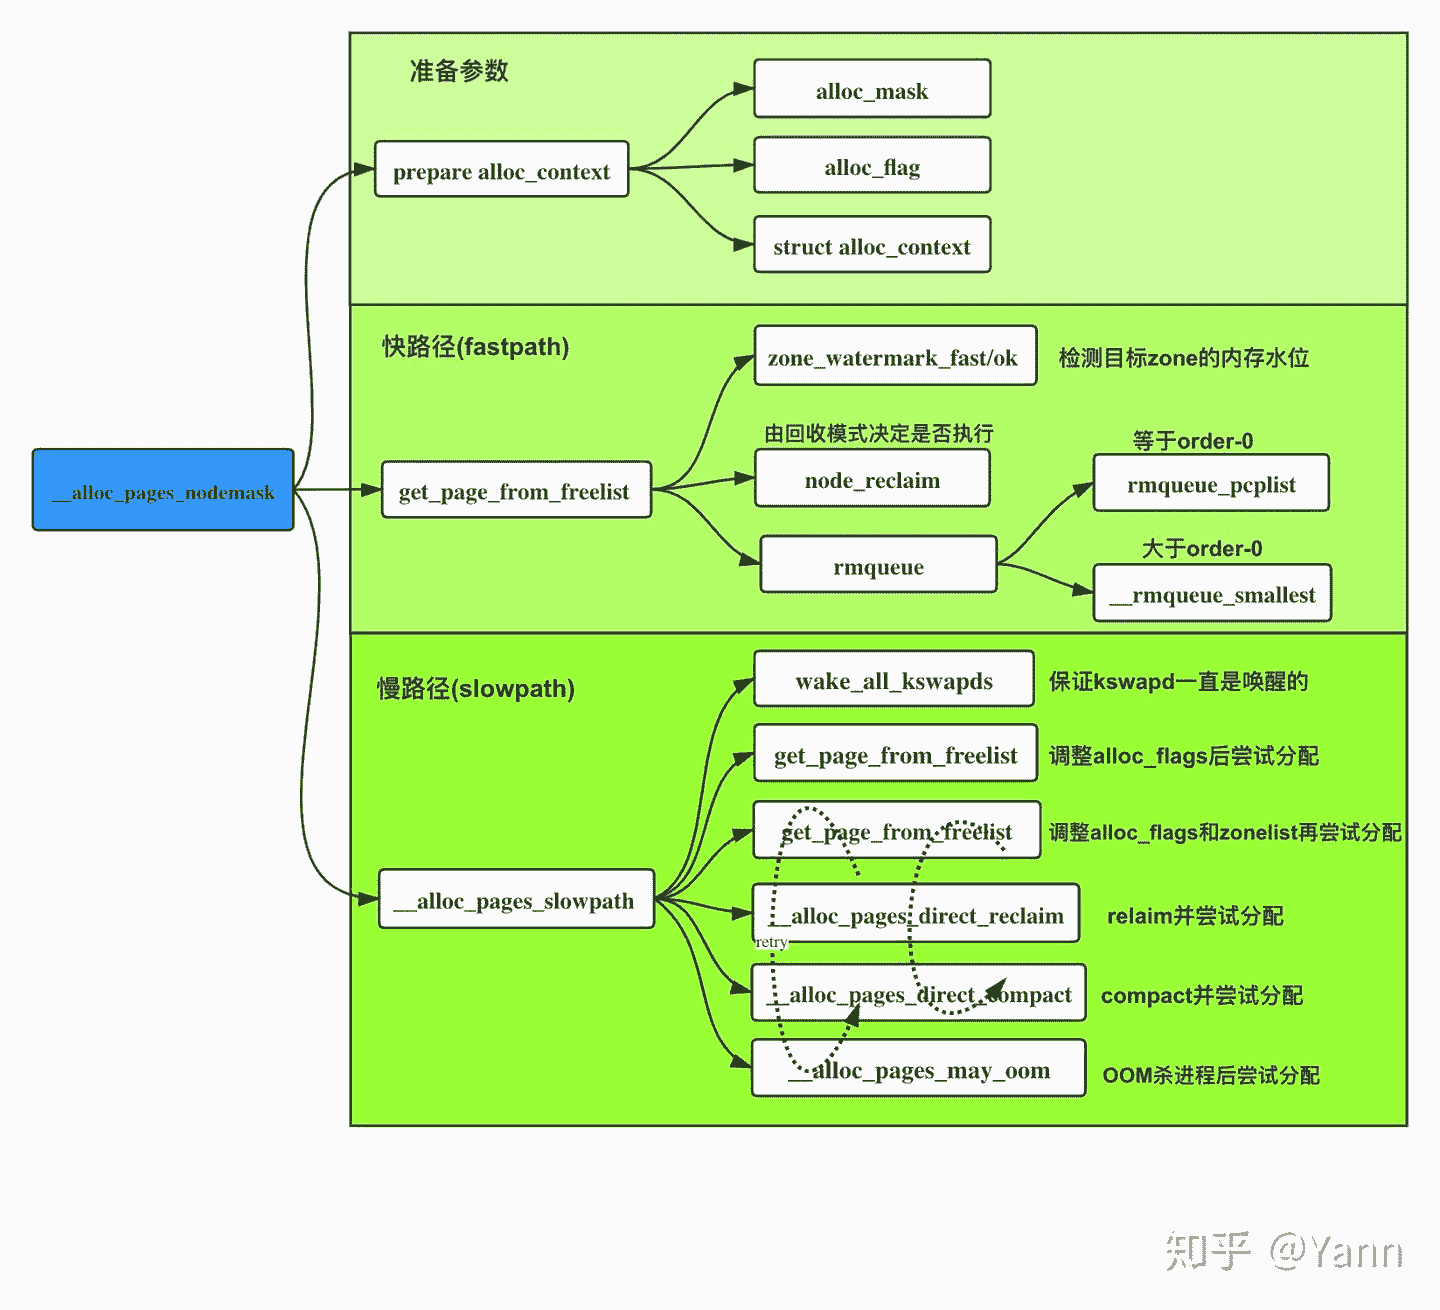 准备参数
alloc_mask
prepare alloc_context
alloc_flag
struct alloc_context
快路径(fastpath)
zone_watermark_fast/ok
检测目标zone的内存水位
由回收模式决定是否执行
等于order-0
__alloc_pages_nodemask
get_page_from_freelist
node_reclaim
rmqueue_pcplist
大于order-0
rmqueue
__rmqueue_smallest
慢路径(slowpath)
wake_all_kswapds
保证kswapd一直是唤醒的
get_page_from_freelist
调整alloc_flags后尝试分配
get_page_from_freelist
调整alloc_flags和zonelist再尝试分配
__alloc_pages_slowpath
__alloc_pages_direct_reclaim
relaim并尝试分配
retry
__alloc_pages_direct_compact
compact并尝试分配
__alloc_pages_may_oom
OOM杀进程后尝试分配
知乎 @Yann